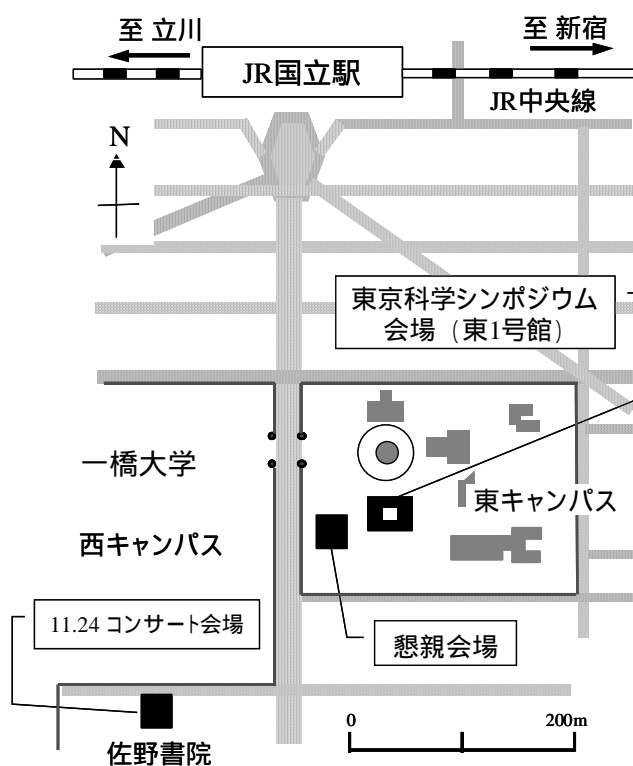 至 立川
至 新宿
JR国立駅
JR中央線
N
東京科学シンポジウム
会場（東1号館）
一橋大学
東キャンパス
西キャンパス
11.24 コンサート会場
懇親会場
佐野書院
0
200m